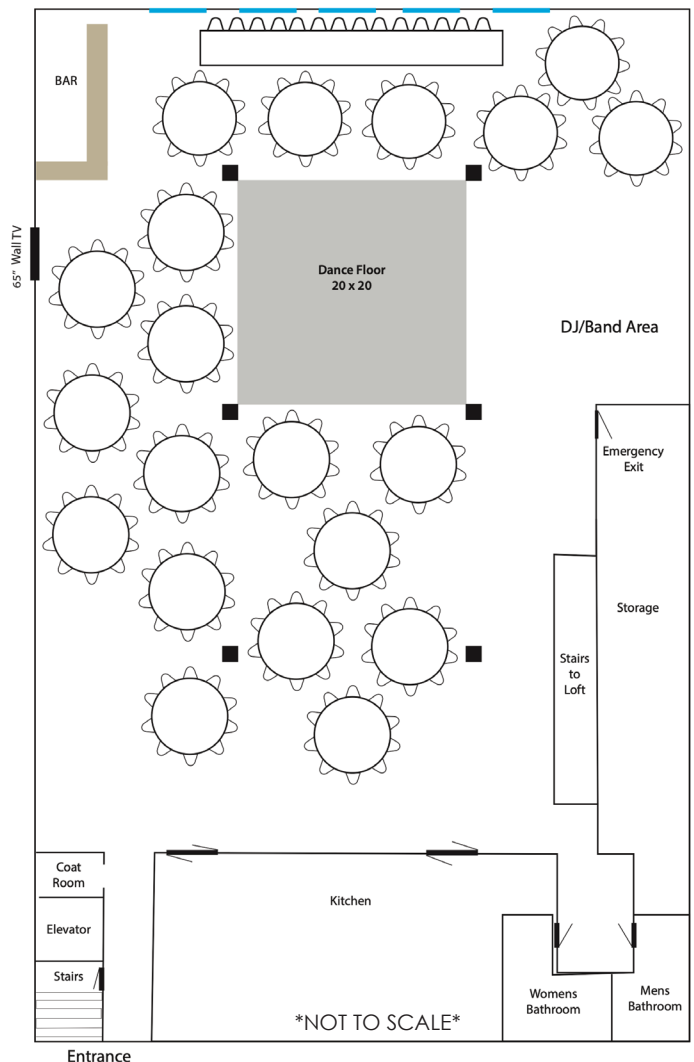 BAR
65" Wall TV
Dance Floor
20 x 20
DJ/Band Area
Emergency
Exit
Storage
Stairs
to
Loft
Coat
Room
Elevator
Stairs
Kitchen
Womens
Bathroom
Mens
Bathroom
*NOT TO SCALE*
Entrance